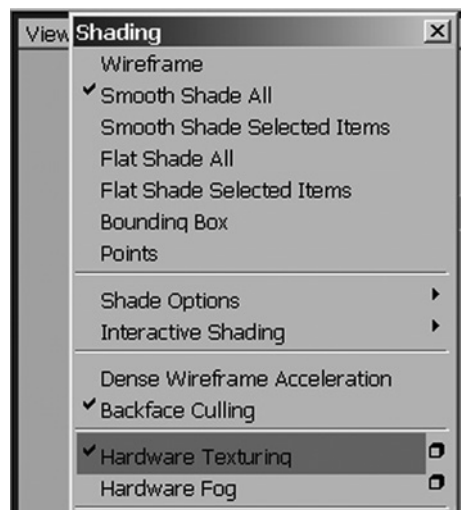 View Shading
Wireframe
Smooth Shade All
Smooth Shade Selected Items
Flat Shade All
Flat Shade Selected Items
Bounding Box
Points
Shade Options
Interactive Shading
Dense Wireframe Acceleration
Backface Culling
Hardware Texturing
Hardware Fog